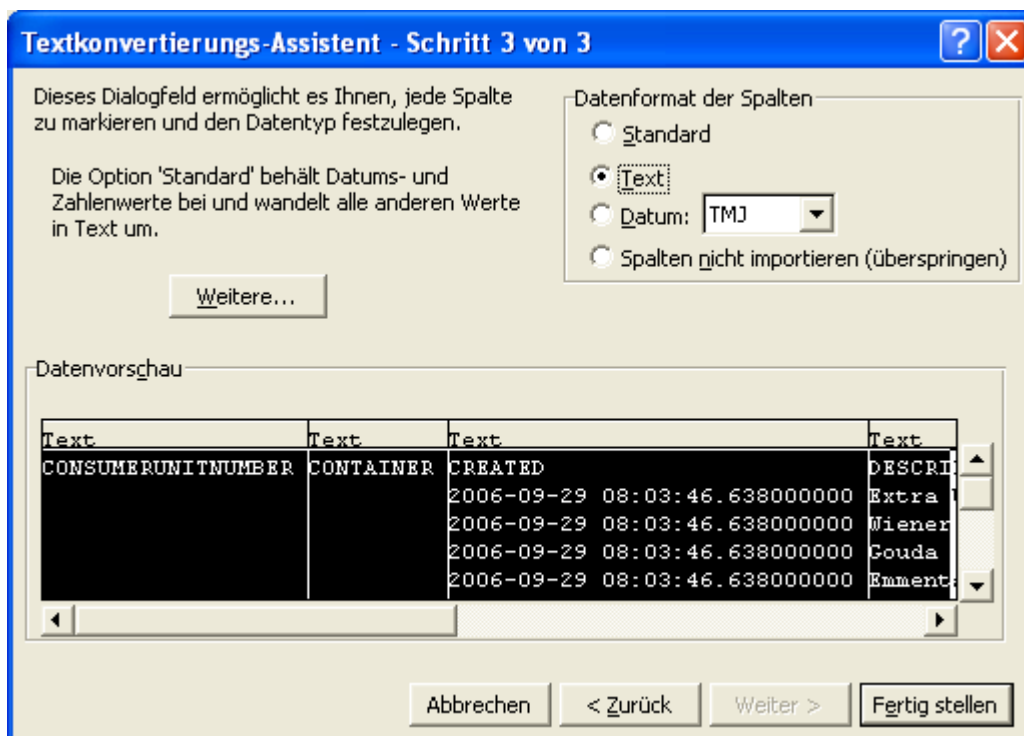 Textkonvertierungs-Assistent - Schritt 3 von 3
Dieses Dialogfeld ermöglicht es Ihnen, jede Spalte
zu markieren und den Datentyp festzulegen.
Die Option 'Standard' behält Datums- und
Zahlenwerte bei und wandelt alle anderen Werte
in Text um.
Weitere...
Datenformat der Spalten
Standard
Text
Datum: TMJ
Spalten nicht importieren (überspringen)
Datenvorschau
Text Text Text Text
CONSUMERUNITNUMBER CONTAINER CREATED DESCRI
2006-09-29 08:03:46.638000000 Extra
2006-09-29 08:03:46.638000000 Wiener
2006-09-29 08:03:46.638000000 Gouda
2006-09-29 08:03:46.638000000 Emment
Abbrechen < Zurück Weiter > Fertig stellen